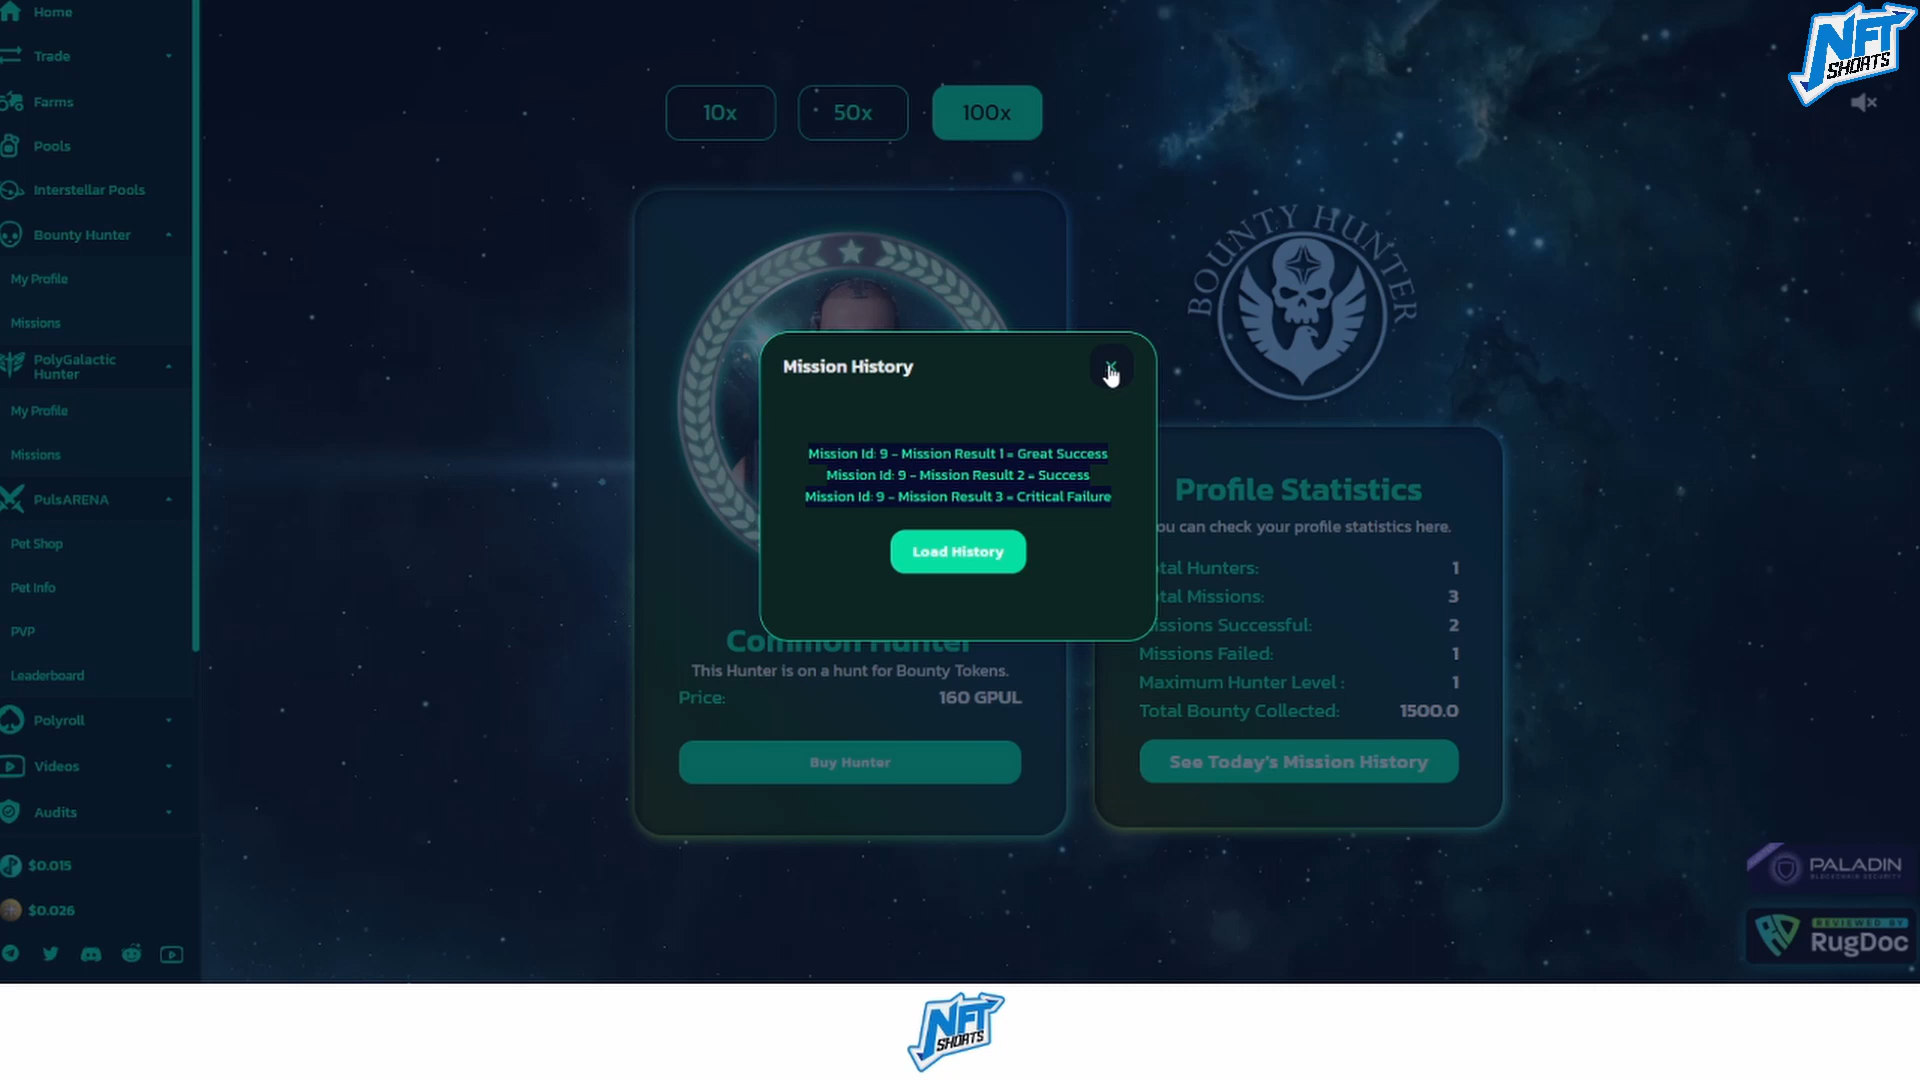 Home
Trade
Farms
Pools
Interstellar Pools
Bounty Hunter
My Profile
Missions
PolyGalactic
Hunter
My Profile
Missions
PulsARENA
Pet Shop
Pet Info
PVP
Leaderboard
Polyroll
Videos
Audits
$0.015
$0.026
10x
50x
100x
Mission History
Mission Id: 9 - Mission Result 1 = Great Success
Mission Id: 9 - Mission Result 2 = Success
Mission Id: 9 - Mission Result 3 = Critical Failure
Load History
Common Hunter
This Hunter is on a hunt for Bounty Tokens.
Price: 160 GPUL
Buy Hunter
BOUNTY HUNTER
Profile Statistics
ou can check your profile statistics here.
tal Hunters: 1
tal Missions: 3
issions Successful: 2
Missions Failed: 1
Maximum Hunter Level : 1
Total Bounty Collected: 1500.0
See Today's Mission History
NFT
SHORTS
PALADIN
BLOCKCHAIN SECURITY
REVIEWED BY
RugDoc
NFT
SHORTS